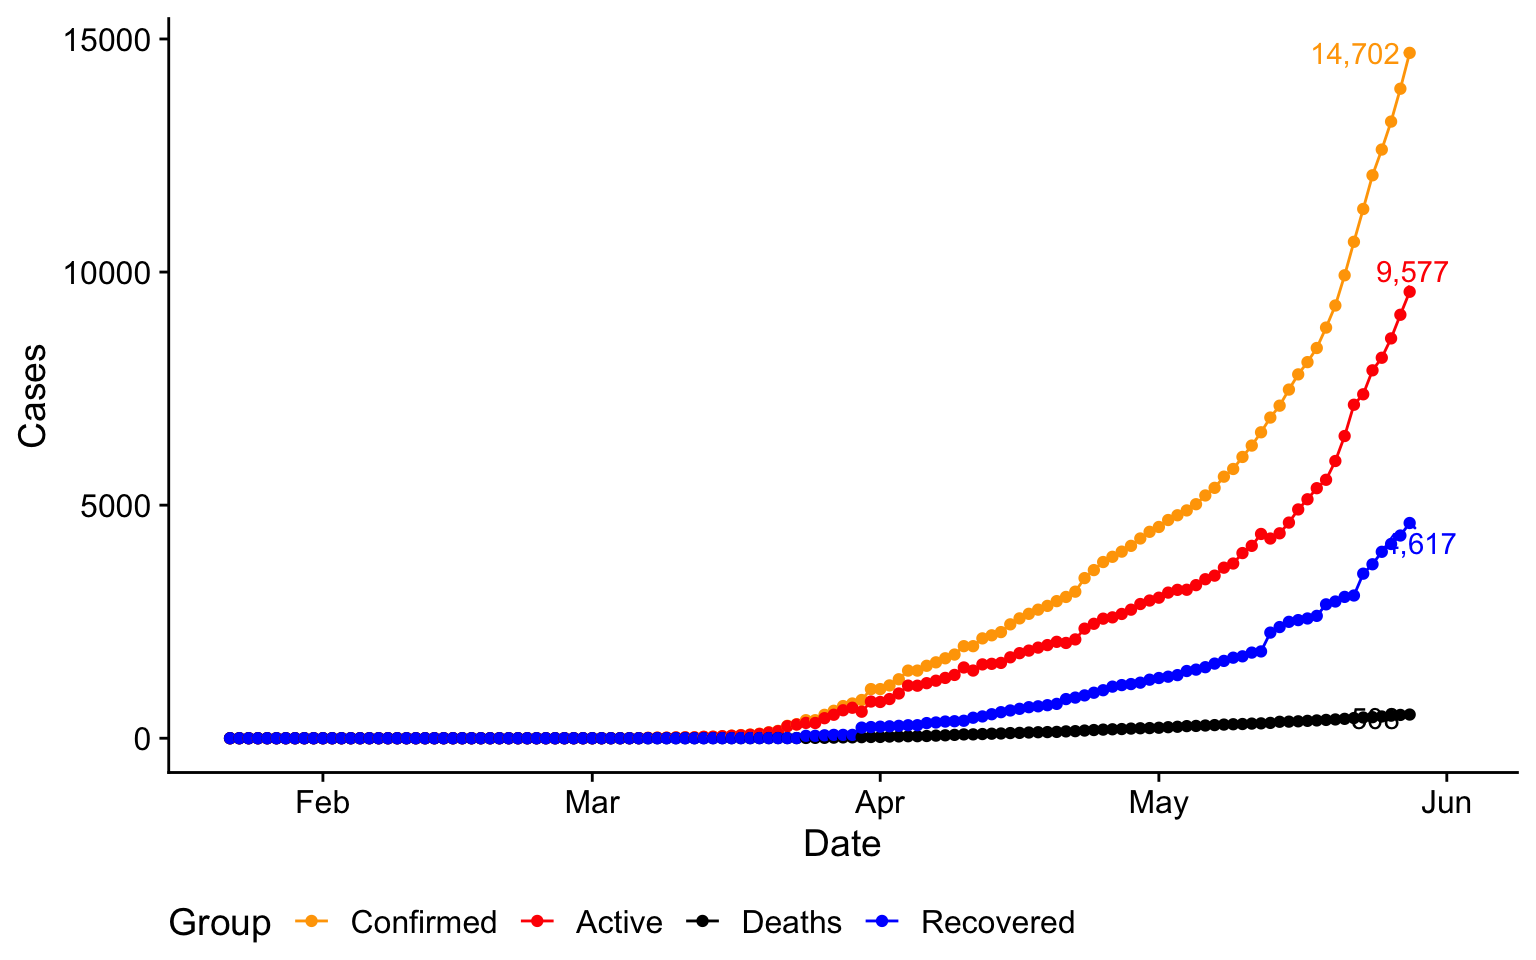 15000
10000
5000
0
Cases
14,702
9,577
4,617
Feb Mar Apr May Jun
Date
Group Confirmed Active Deaths Recovered